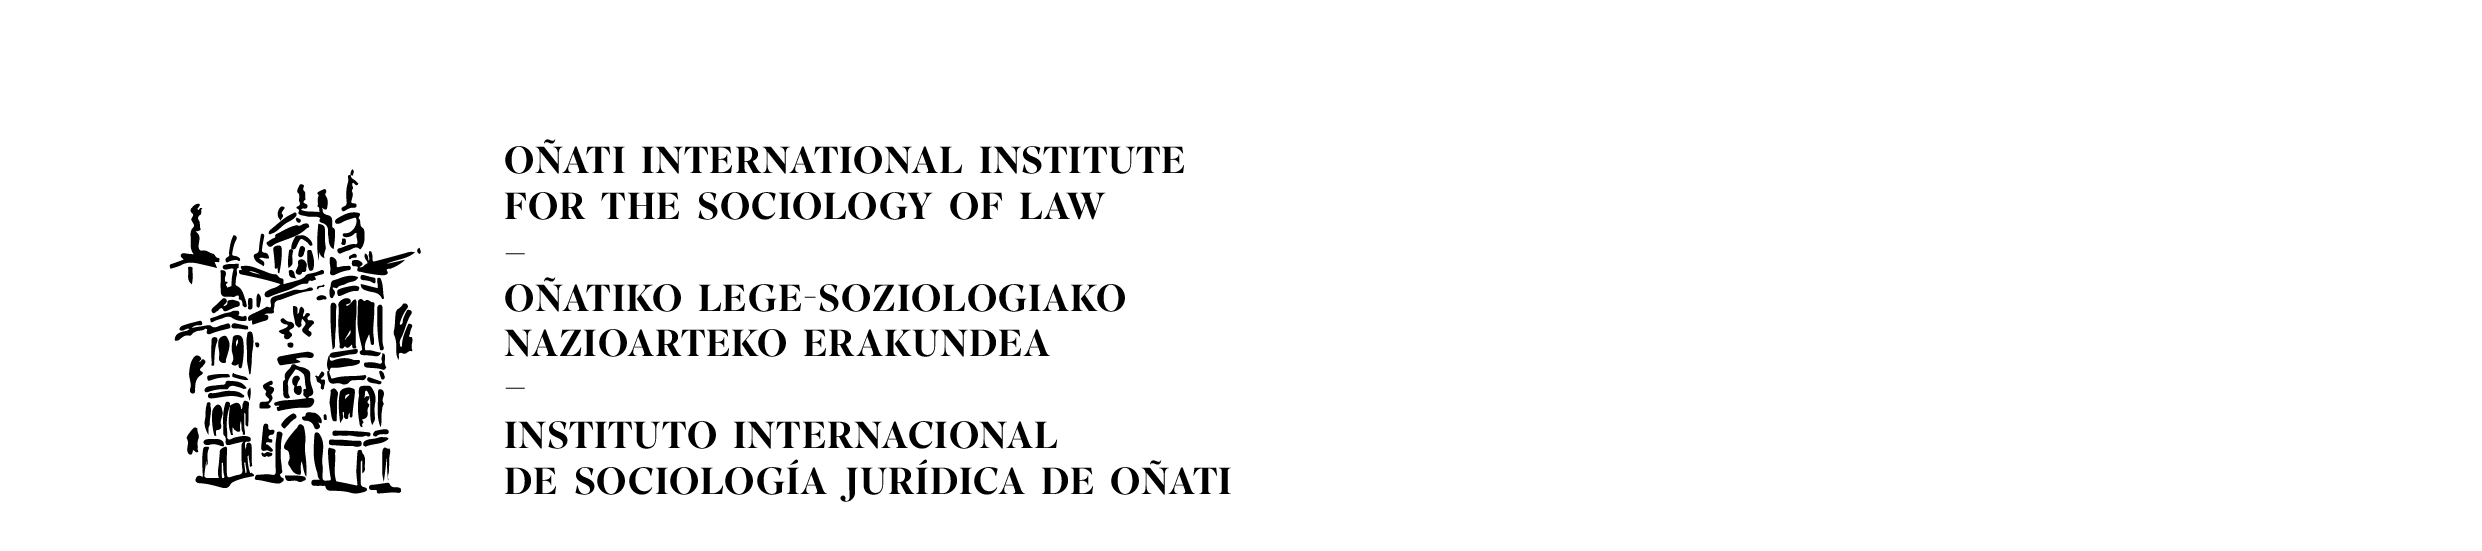 OÑATI INTERNATIONAL INSTITUTE
FOR THE SOCIOLOGY OF LAW
—
OÑATIKO LEGE-SOZIOLOGIAKO
NAZIOARTEKO ERAKUNDEA
—
INSTITUTO INTERNACIONAL
DE SOCIOLOGÍA JURÍDICA DE OÑATI